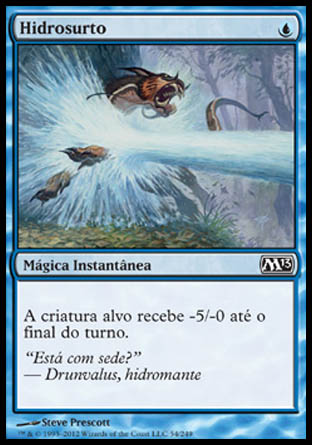 Hidrosurto
Mágica Instantânea
M13
A criatura alvo recebe -5/-0 até o
final do turno.
“Está com sede?”
— Drunvalus, hidromante
Steve Prescott
™ & © 1993–2012 Wizards of the Coast LLC 54/249